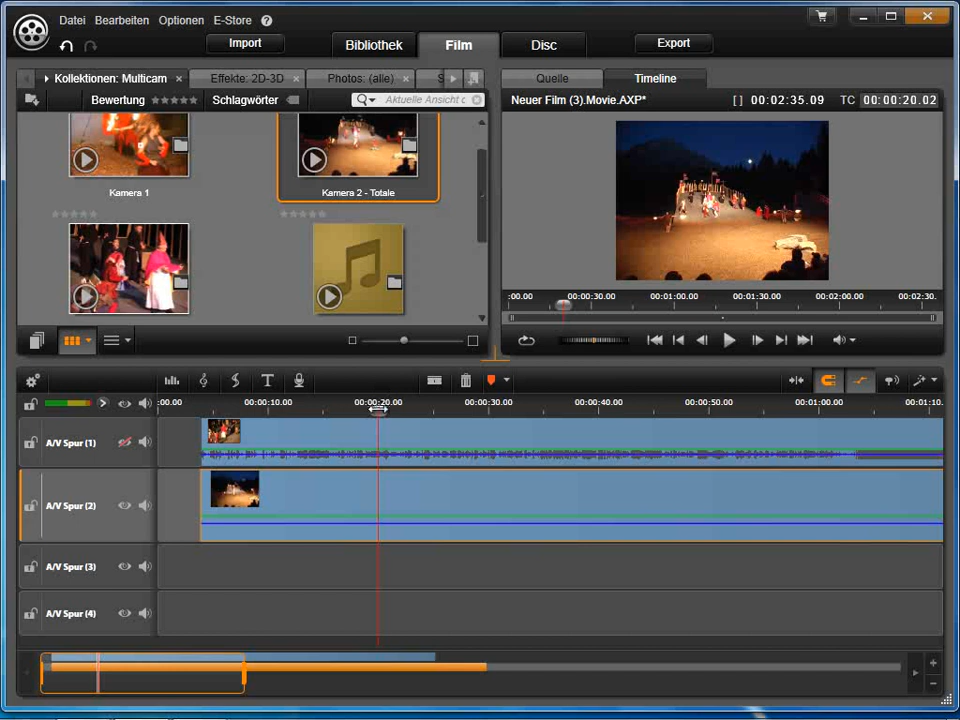 Datei Bearbeiten Optionen E-Store ?
Import Bibliothek Film Disc Export
Kollektionen: Multicam × Effekte: 2D-3D × Photos: (alle) × S
Quelle Timeline
Bewertung Schlagwörter Aktuelle Ansicht
Neuer Film (3).Movie.AXP* [ ] 00:02:35.09 TC 00:00:20.02
Kamera 1 Kamera 2 - Totale
:00.00 00:00:30.00 00:01:00.00 00:01:30.00 00:02:00.00 00:02:30.
:00.00 00:00:10.00 00:00:20.00 00:00:30.00 00:00:40.00 00:00:50.00 00:01:00.00 00:01:10.
A/V Spur (1)
A/V Spur (2)
A/V Spur (3)
A/V Spur (4)